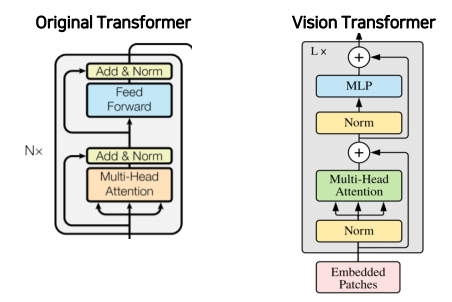 Original Transformer
Add & Norm
Feed
Forward
N×
Add & Norm
Multi-Head
Attention
Vision Transformer
L ×
+
MLP
Norm
+
Multi-Head
Attention
Norm
Embedded
Patches